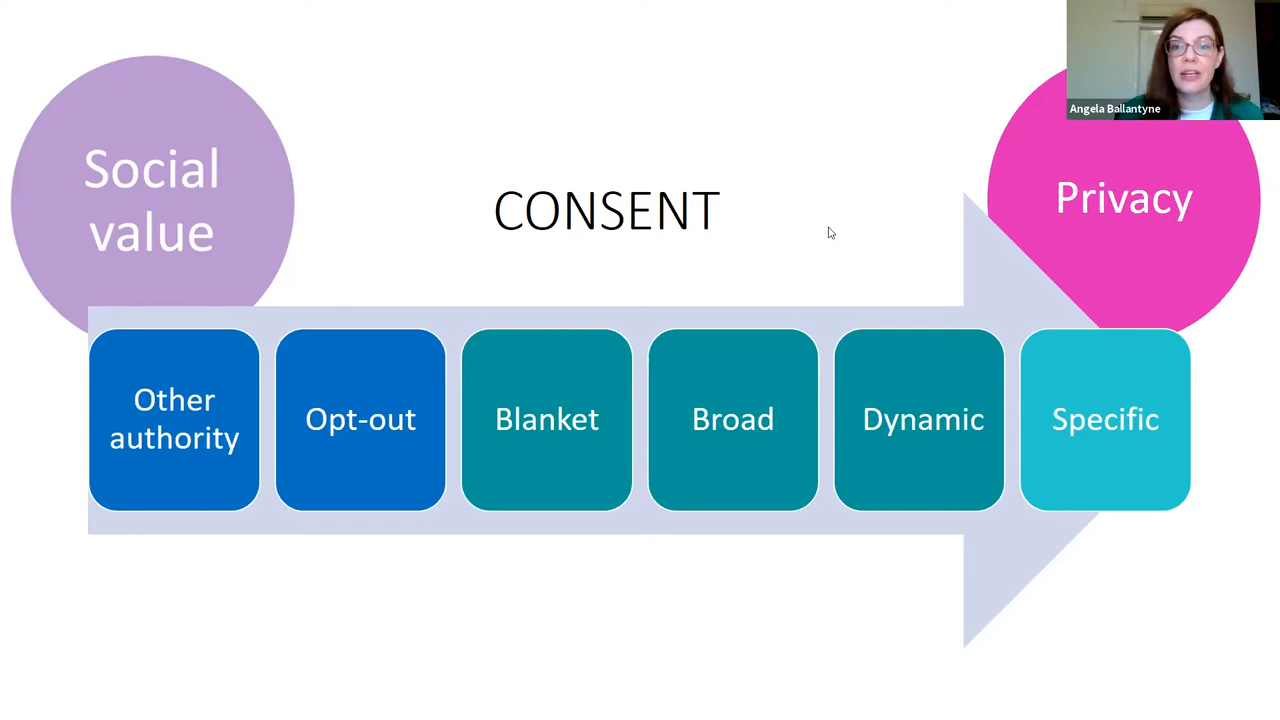 Angela Ballantyne
Social
value
CONSENT
Privacy
Other
authority
Opt-out
Blanket
Broad
Dynamic
Specific